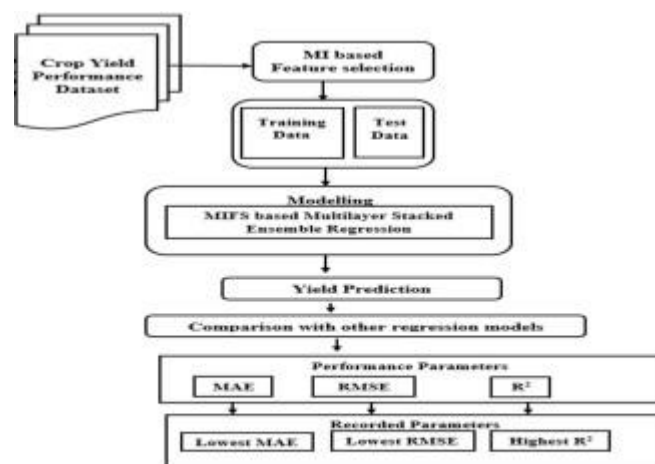 Crop Yield
Performance
Dataset
MI based
Feature selection
Training
Data
Test
Data
Modelling
MIFS based Multilayer Stacked
Ensemble Regression
Yield Prediction
Comparison with other regression models
Performance Parameters
MAE
RMSE
R²
Recorded Parameters
Lowest MAE
Lowest RMSE
Highest R²